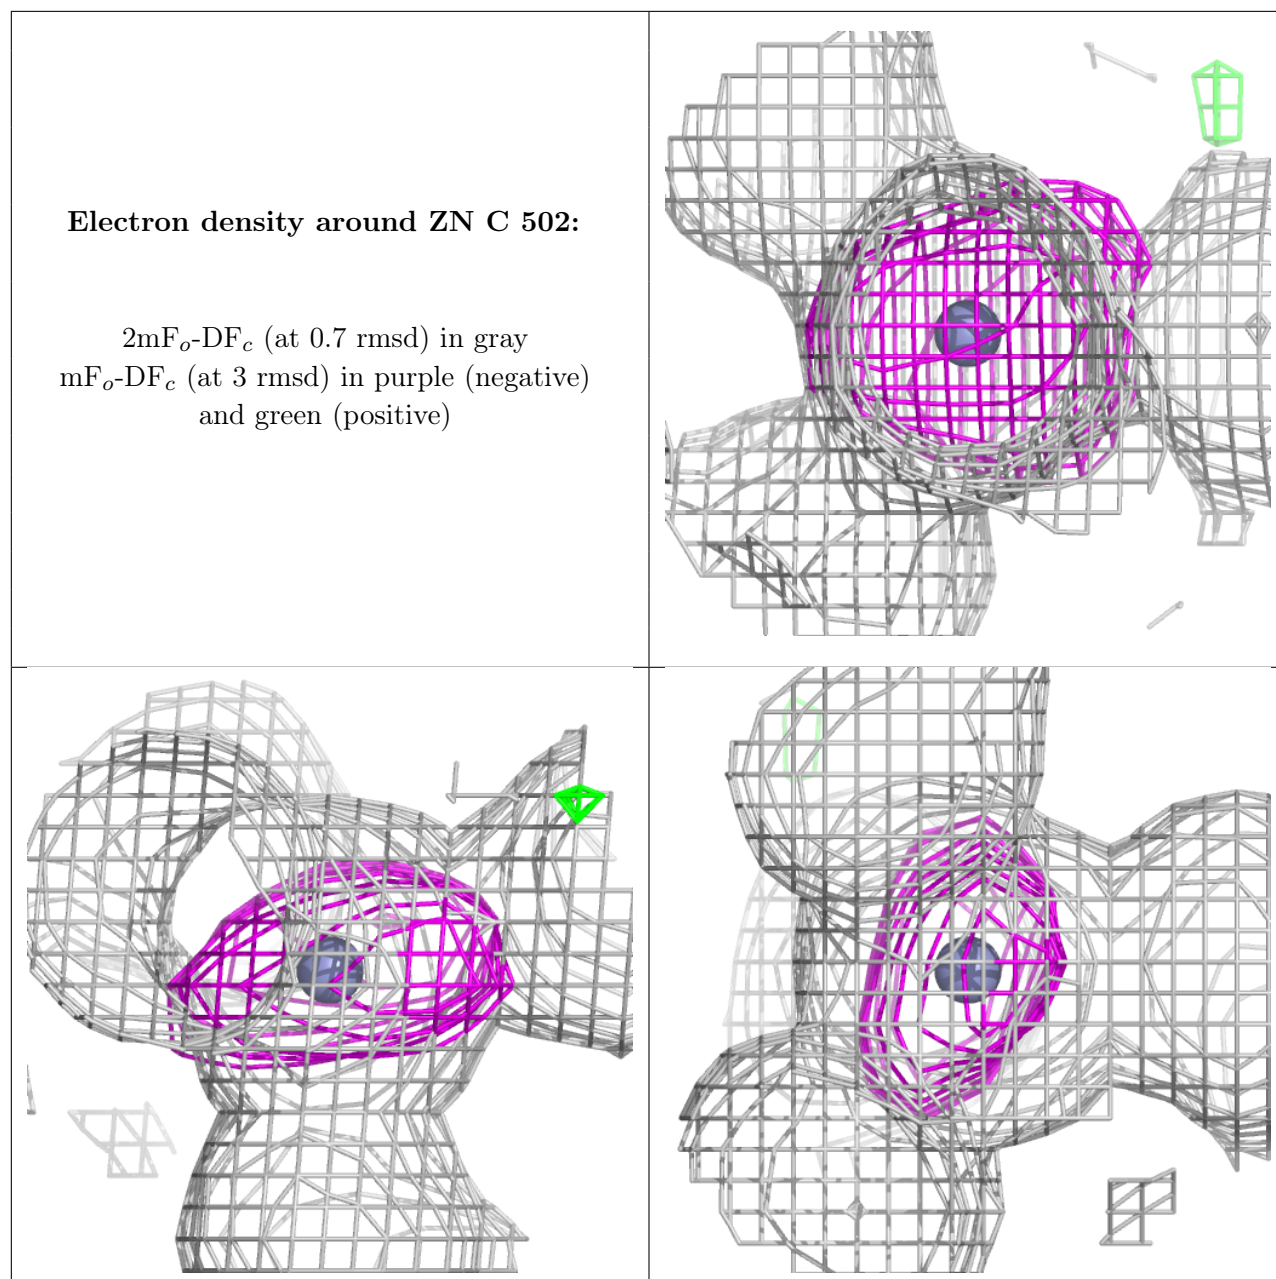 Electron density around ZN C 502:
2mFo-DFc (at 0.7 rmsd) in gray
mFo-DFc (at 3 rmsd) in purple (negative)
and green (positive)